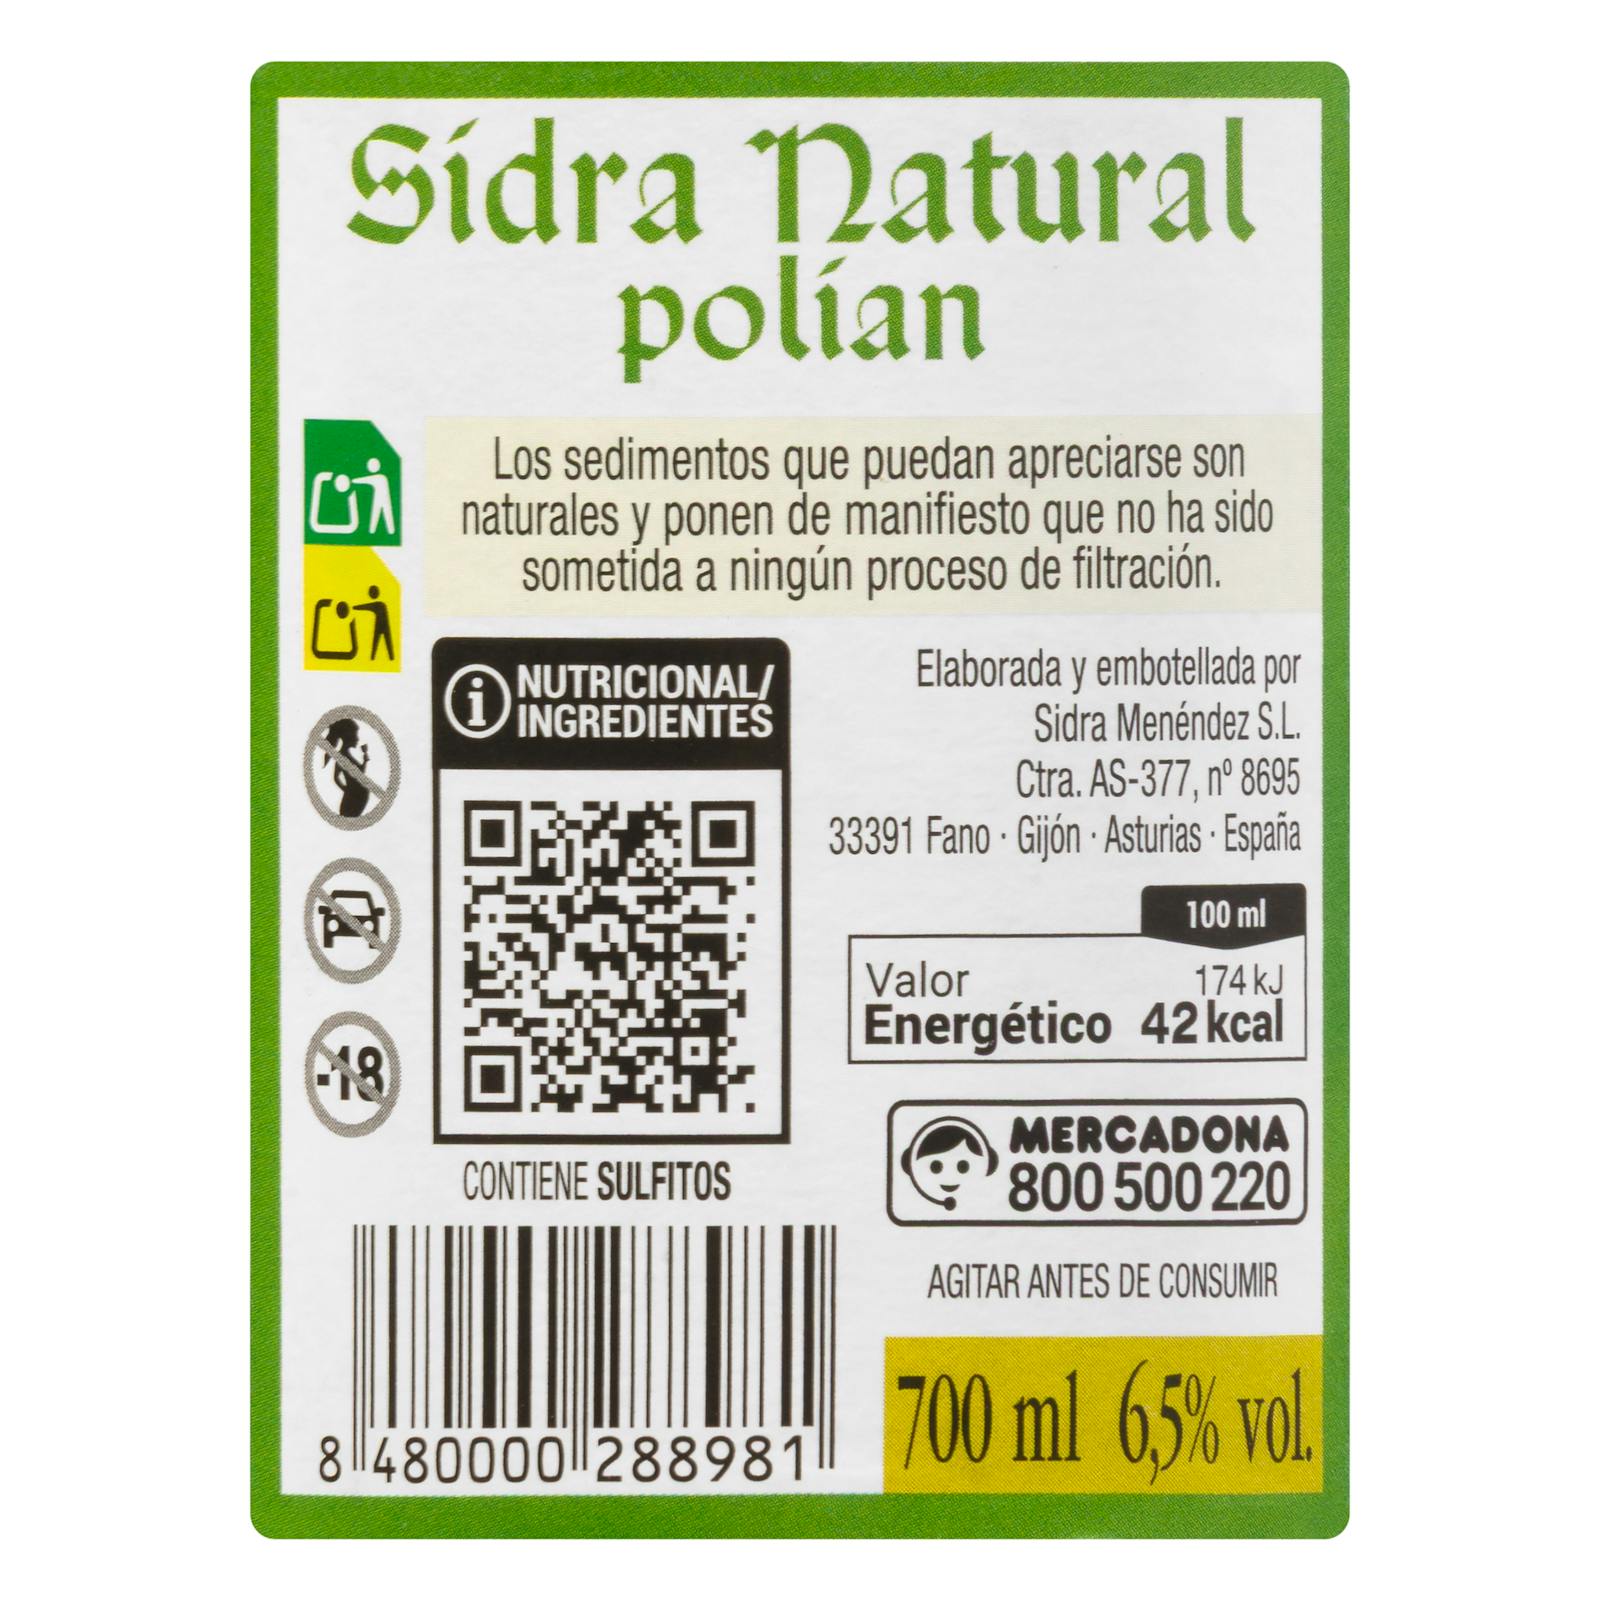 Sidra Natural
polian
Los sedimentos que puedan apreciarse son
naturales y ponen de manifiesto que no ha sido
sometida a ningún proceso de filtración.
i NUTRICIONAL/
INGREDIENTES
Elaborada y embotellada por
Sidra Menéndez S.L.
Ctra. AS-377, nº 8695
33391 Fano · Gijón · Asturias · España
100 ml
Valor 174 kJ
Energético 42 kcal
-18
MERCADONA
800 500 220
CONTIENE SULFITOS
AGITAR ANTES DE CONSUMIR
8 480000 288981
700 ml 6,5% vol.